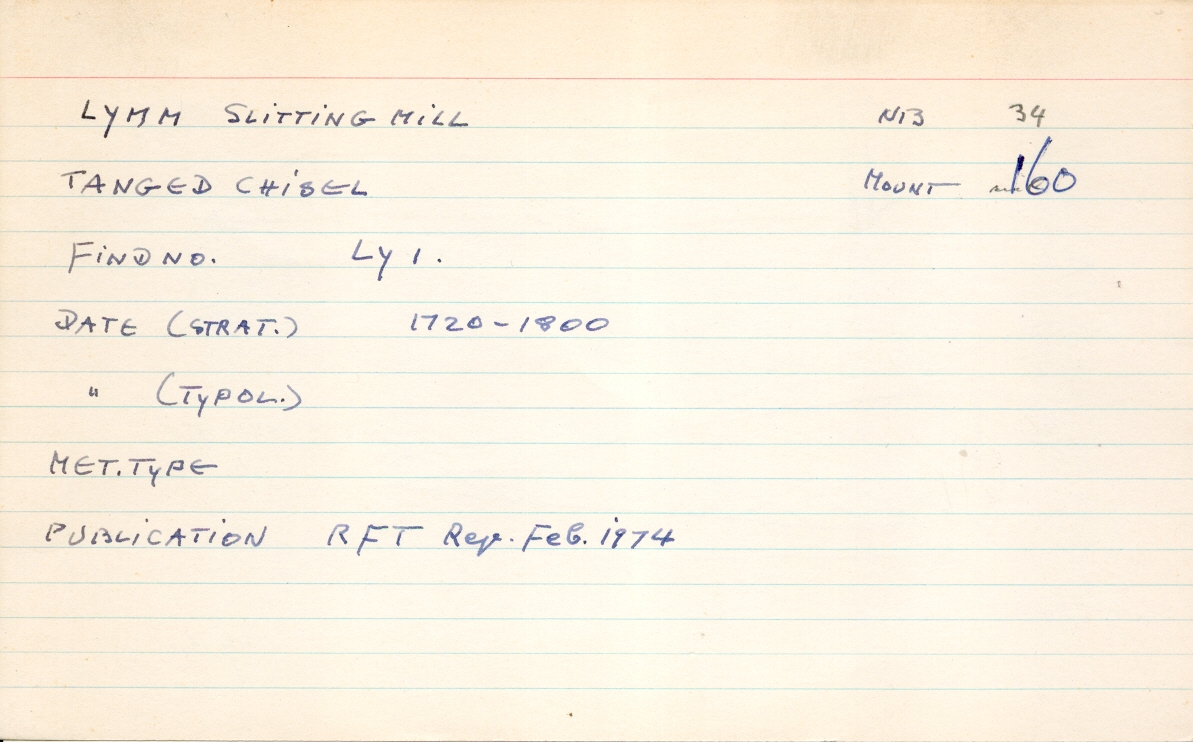 LYMM SLITTING MILL NB 34
TANGED CHISEL MOUNT 160
FIND NO. Ly 1.
DATE (STRAT.) 1720-1800
" (TYPOL.)
MET. TYPE
PUBLICATION RFT Rep. Feb. 1974